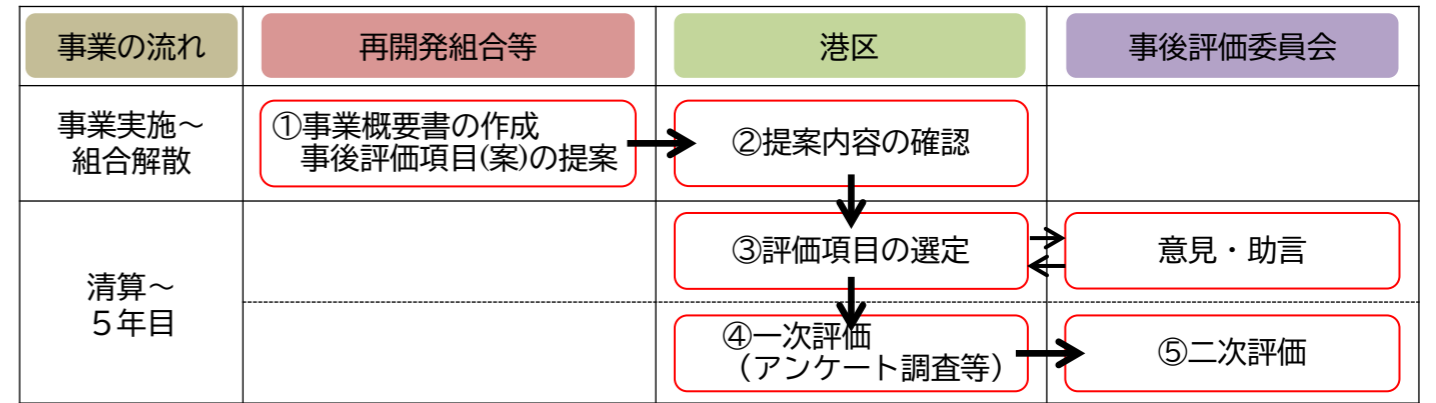 事業の流れ
再開発組合等
港区
事後評価委員会
事業実施～
組合解散
①事業概要書の作成
事後評価項目(案)の提案
②提案内容の確認
清算～
５年目
③評価項目の選定
意見・助言
④一次評価
（アンケート調査等）
⑤二次評価